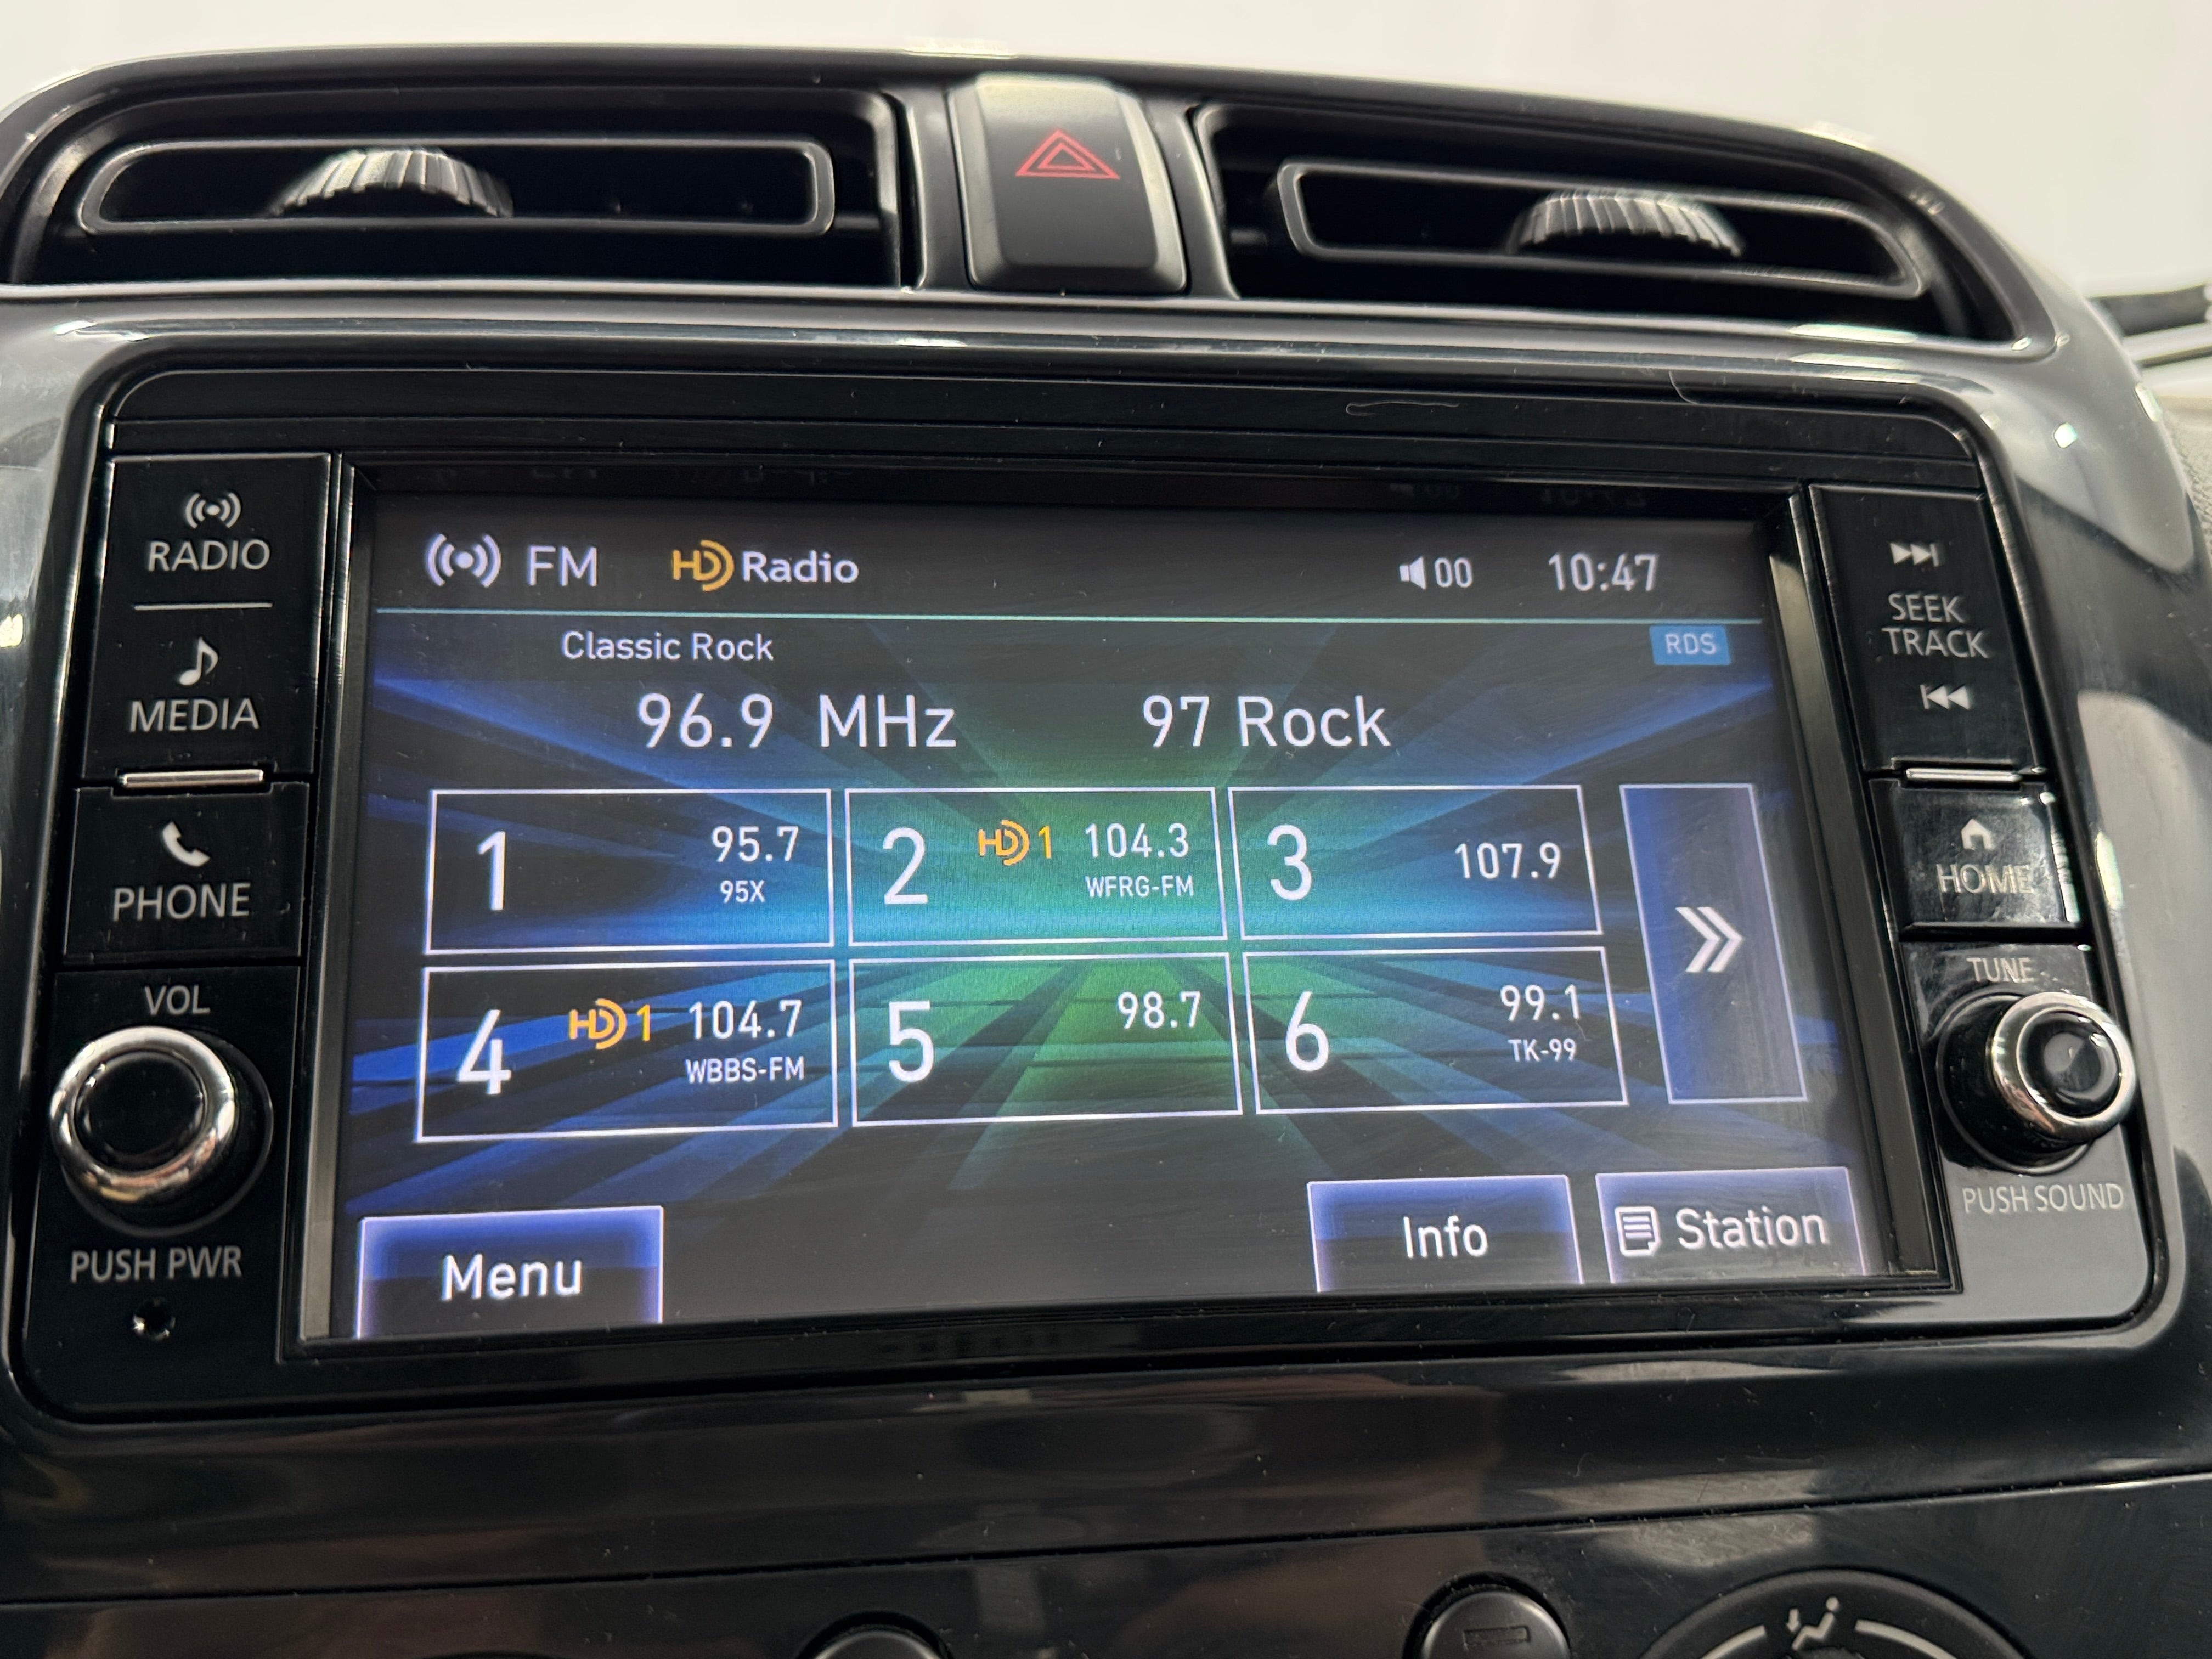 RADIO
MEDIA
PHONE
VOL
PUSH PWR
FM HD Radio 00 10:47
Classic Rock RDS
96.9 MHz 97 Rock
1 95.7
95X
2 HD 1 104.3
WFRG-FM
3 107.9
4 HD 1 104.7
WBBS-FM
5 98.7
6 99.1
TK-99
Menu
Info
Station
SEEK
TRACK
HOME
TUNE
PUSH SOUND